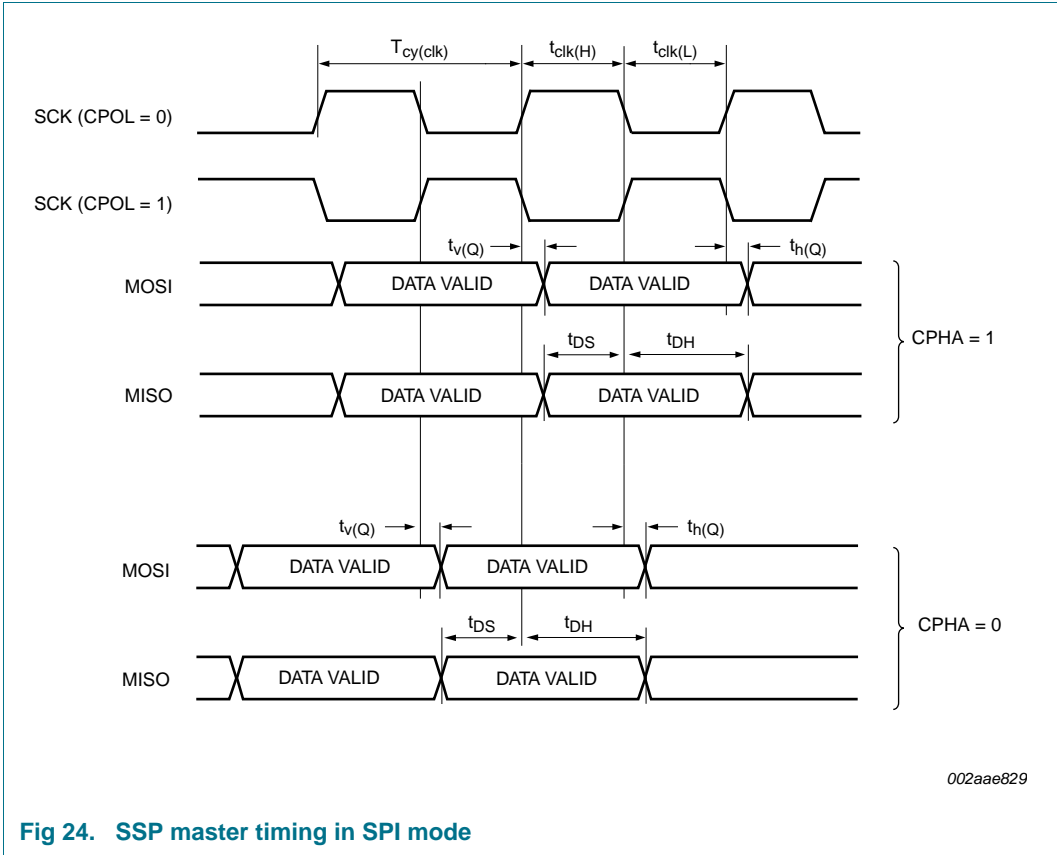 Tcy(clk) tclk(H) tclk(L)
SCK (CPOL = 0)
SCK (CPOL = 1)
tv(Q) th(Q)
MOSI DATA VALID DATA VALID
CPHA = 1
tDS tDH
MISO DATA VALID DATA VALID
tv(Q) th(Q)
MOSI DATA VALID DATA VALID
tDS tDH
CPHA = 0
MISO DATA VALID DATA VALID
002aae829
Fig 24. SSP master timing in SPI mode